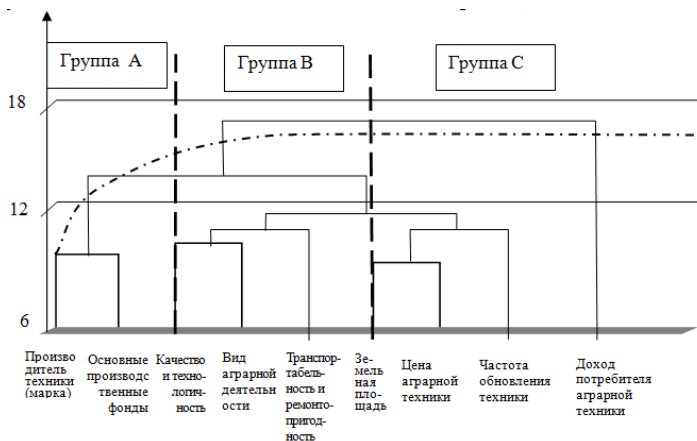 Группа А
Группа В
Группа С
18
12
6
Произво
дитель
техники
(марка)
Основные
производс
твенные
фонды
Качество
и техно-
логич-
ность
Вид
аграрной
деятельн
ости
Транспор-
табель-
ность и
ремонто-
пригод-
ность
Зе-
мель
ная
пло-
щадь
Цена
аграрной
техники
Частота
обновления
техники
Доход
потребителя
аграрной
техники